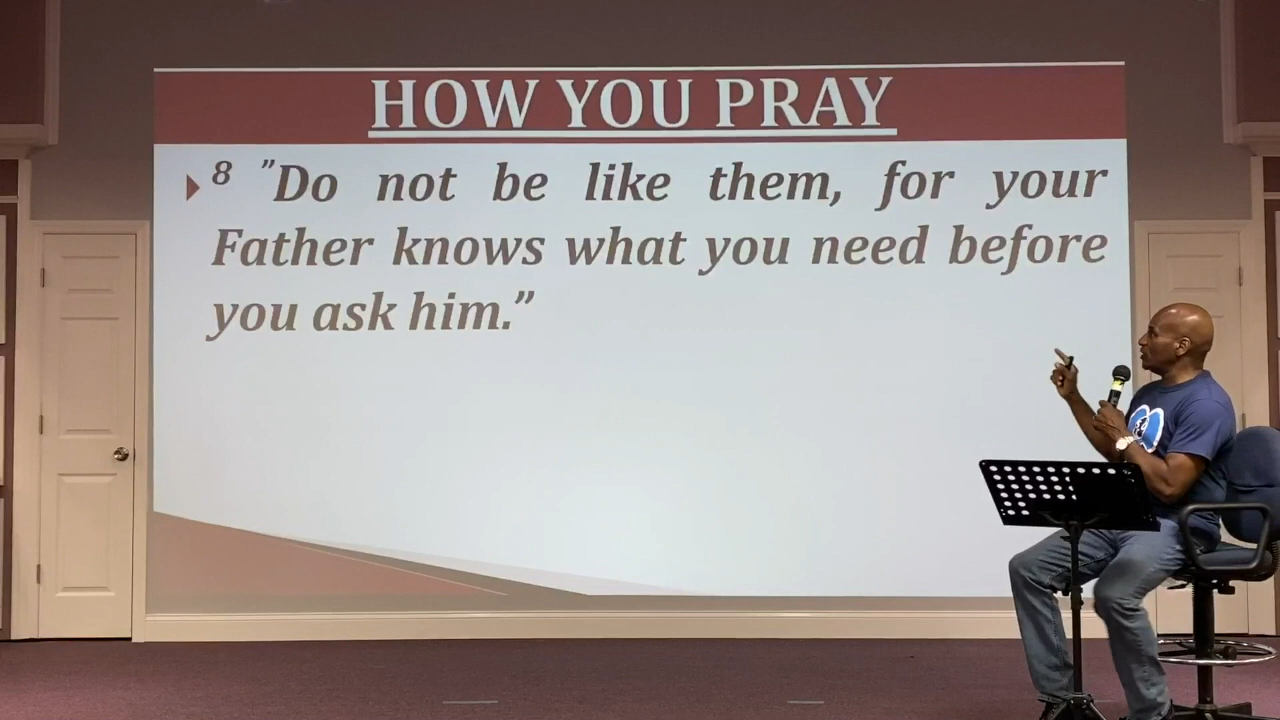 HOW YOU PRAY
8 "Do not be like them, for your
Father knows what you need before
you ask him.”